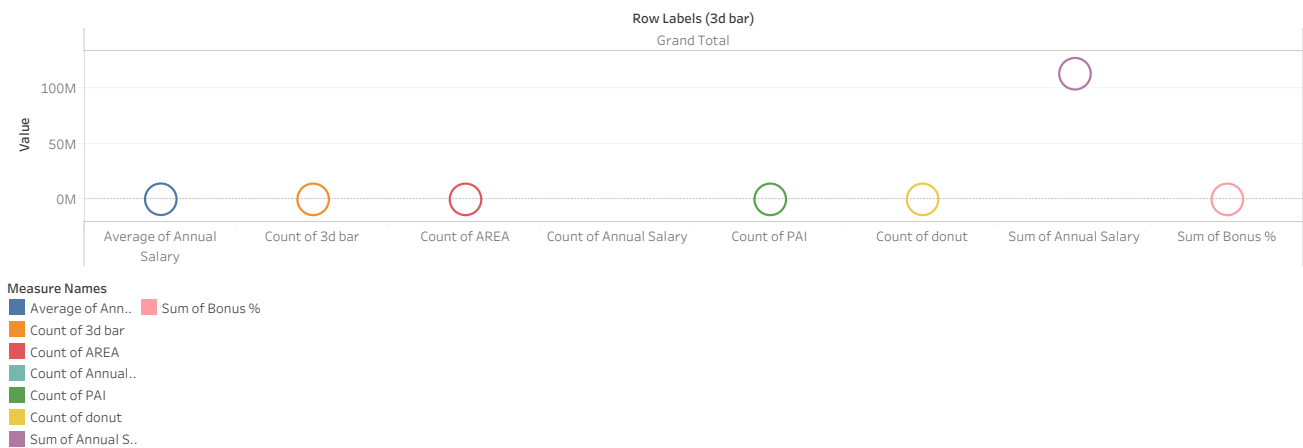 Row Labels (3d bar)
Grand Total
100M
50M
0M
Value
Average of Annual
Salary
Count of 3d bar
Count of AREA
Count of Annual Salary
Count of PAI
Count of donut
Sum of Annual Salary
Sum of Bonus %
Measure Names
Average of Ann.. Sum of Bonus %
Count of 3d bar
Count of AREA
Count of Annual..
Count of PAI
Count of donut
Sum of Annual S..